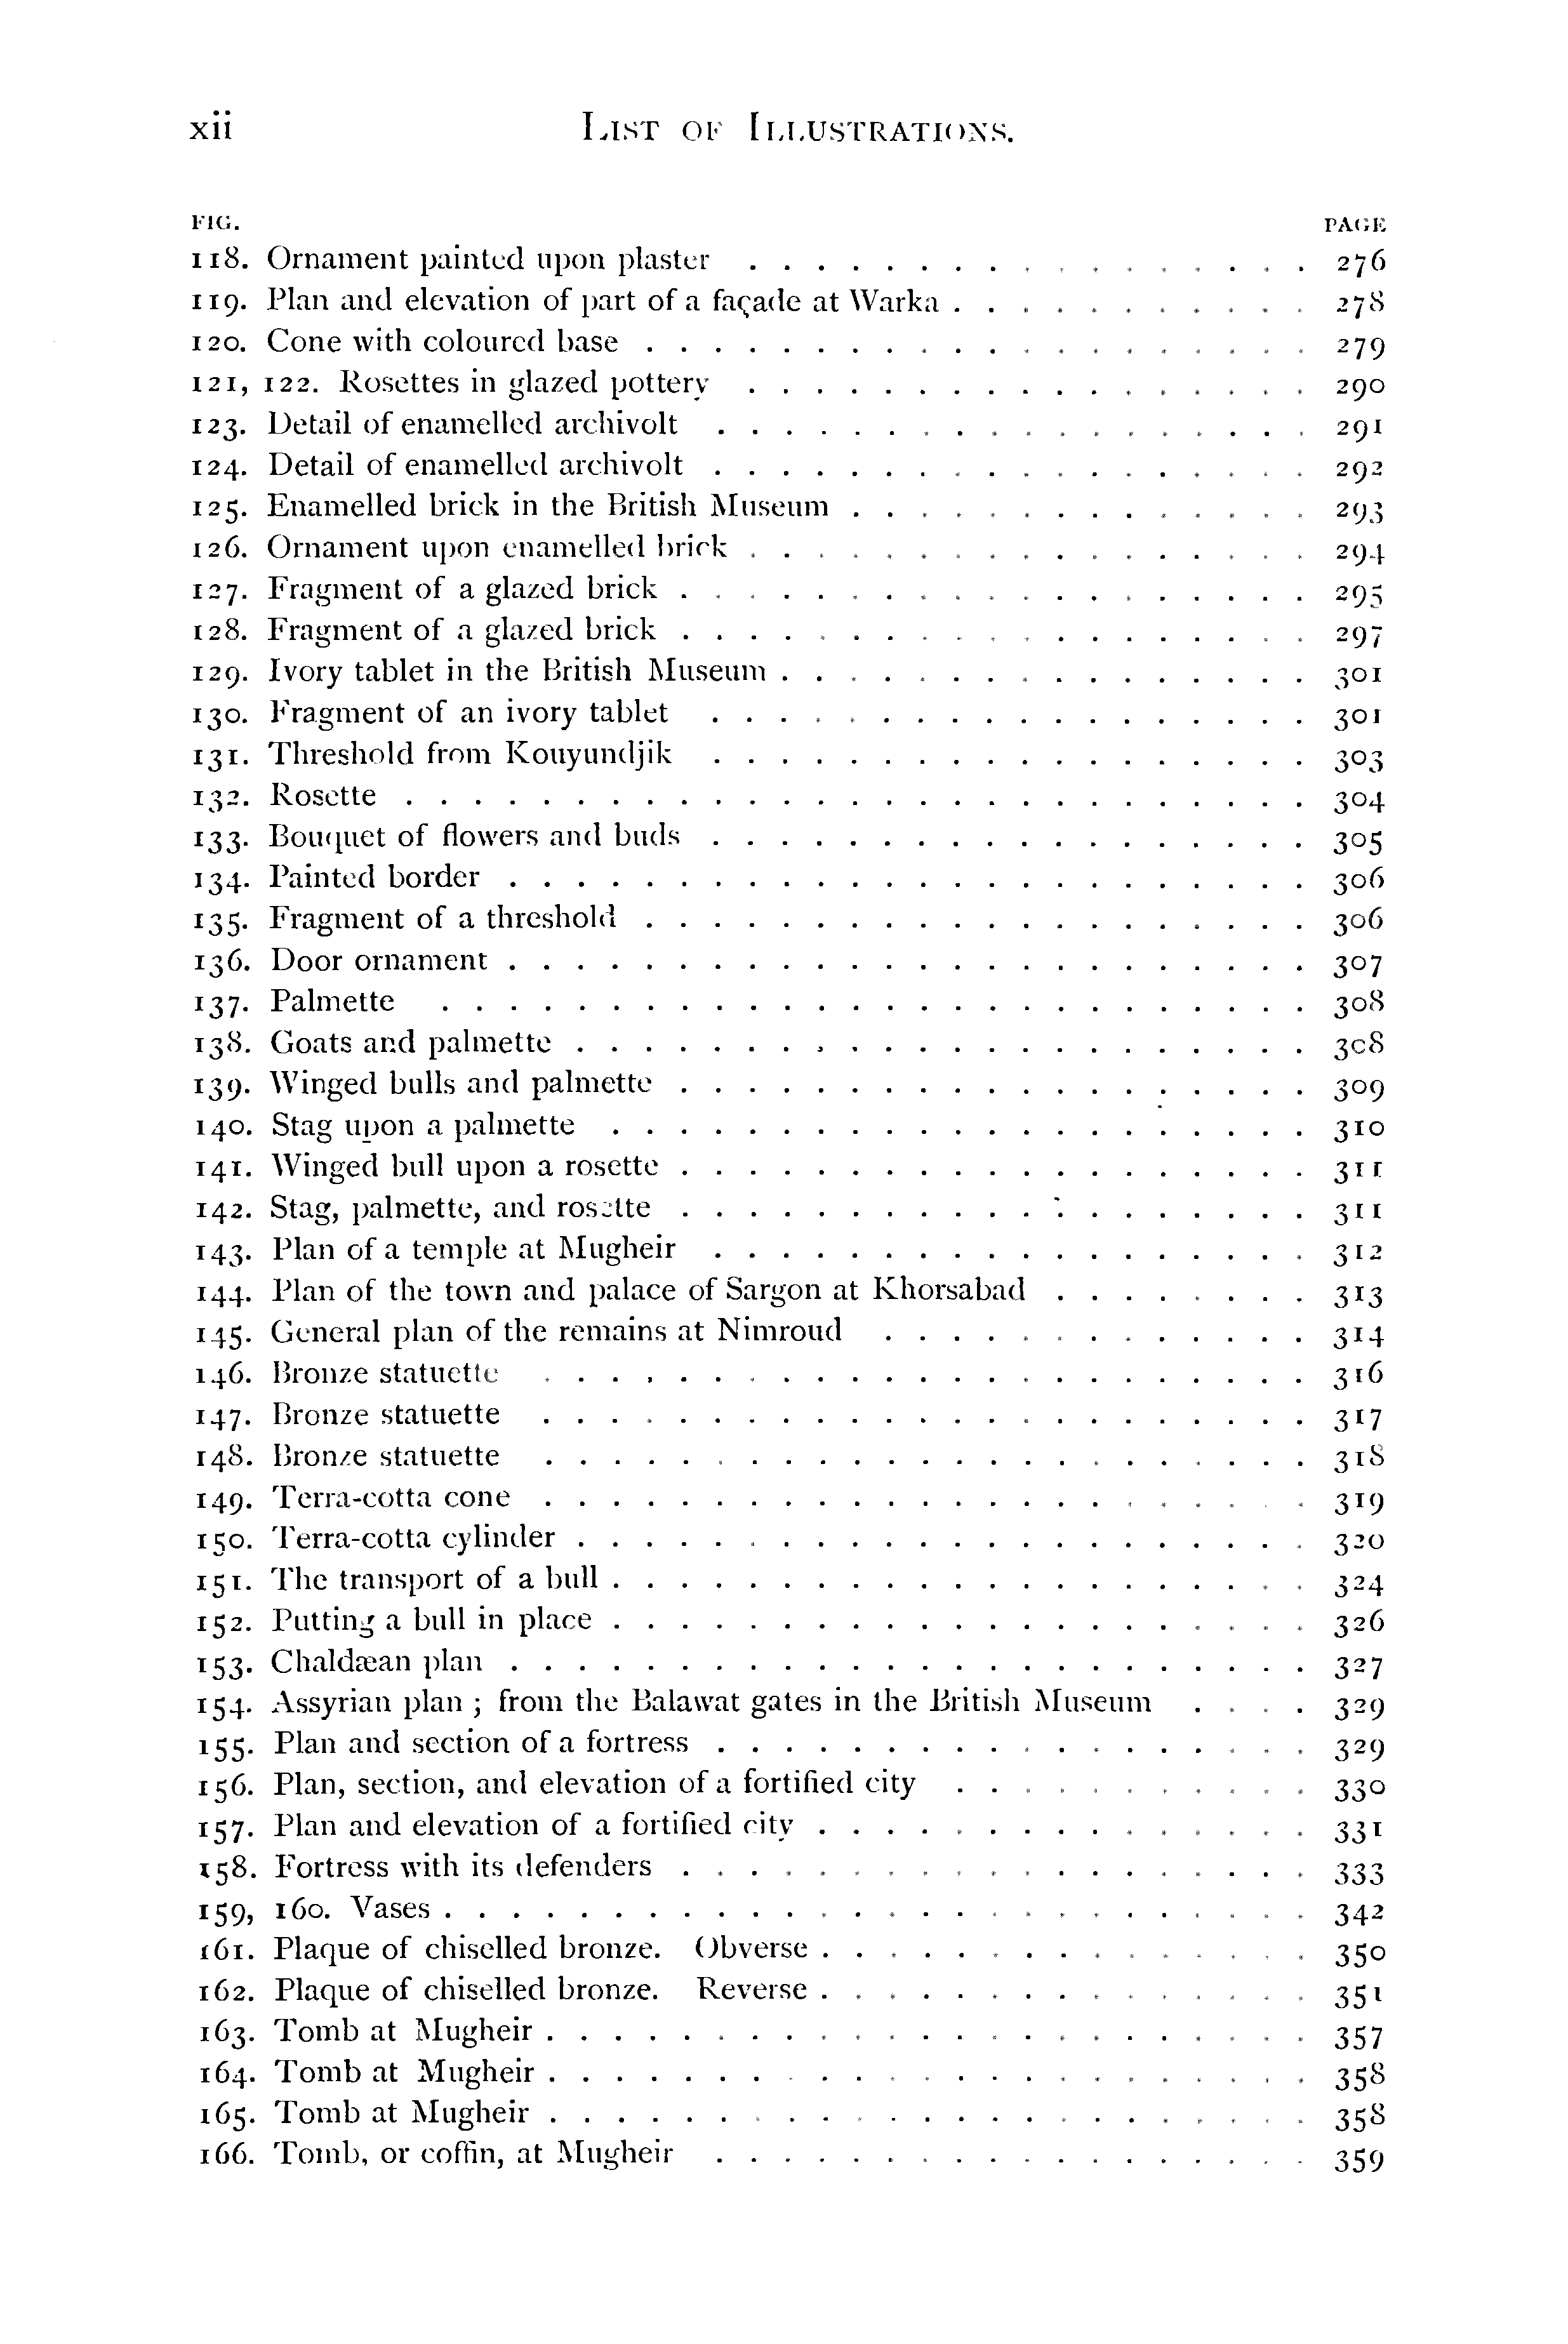 xii List of Illustrations.
FIG. PAGE
118. Ornament painted upon plaster . . . . . . . . . . . . . . . . . 276
119. Plan and elevation of part of a façade at Warka . . . . . . . . . . . 278
120. Cone with coloured base . . . . . . . . . . . . . . . . . . . . 279
121, 122. Rosettes in glazed pottery . . . . . . . . . . . . . . . . . 290
123. Detail of enamelled archivolt . . . . . . . . . . . . . . . . . . 291
124. Detail of enamelled archivolt . . . . . . . . . . . . . . . . . . 292
125. Enamelled brick in the British Museum . . . . . . . . . . . . . . 293
126. Ornament upon enamelled brick . . . . . . . . . . . . . . . . . 294
127. Fragment of a glazed brick . . . . . . . . . . . . . . . . . . . 295
128. Fragment of a glazed brick . . . . . . . . . . . . . . . . . . . 297
129. Ivory tablet in the British Museum . . . . . . . . . . . . . . . . 301
130. Fragment of an ivory tablet . . . . . . . . . . . . . . . . . . 301
131. Threshold from Kouyundjik . . . . . . . . . . . . . . . . . . 303
132. Rosette . . . . . . . . . . . . . . . . . . . . . . . . . . . 304
133. Bouquet of flowers and buds . . . . . . . . . . . . . . . . . . 305
134. Painted border . . . . . . . . . . . . . . . . . . . . . . . . 306
135. Fragment of a threshold . . . . . . . . . . . . . . . . . . . . 306
136. Door ornament . . . . . . . . . . . . . . . . . . . . . . . . 307
137. Palmette . . . . . . . . . . . . . . . . . . . . . . . . . . 308
138. Goats and palmette . . . . . . . . . . . . . . . . . . . . . . 308
139. Winged bulls and palmette . . . . . . . . . . . . . . . . . . . 309
140. Stag upon a palmette . . . . . . . . . . . . . . . . . . . . . 310
141. Winged bull upon a rosette . . . . . . . . . . . . . . . . . . . 311
142. Stag, palmette, and rosette . . . . . . . . . . . . . . . . . . . 311
143. Plan of a temple at Mugheir . . . . . . . . . . . . . . . . . . 312
144. Plan of the town and palace of Sargon at Khorsabad . . . . . . . . 313
145. General plan of the remains at Nimroud . . . . . . . . . . . . . 314
146. Bronze statuette . . . . . . . . . . . . . . . . . . . . . . . 316
147. Bronze statuette . . . . . . . . . . . . . . . . . . . . . . . 317
148. Bronze statuette . . . . . . . . . . . . . . . . . . . . . . . 318
149. Terra-cotta cone . . . . . . . . . . . . . . . . . . . . . . . 319
150. Terra-cotta cylinder . . . . . . . . . . . . . . . . . . . . . . 320
151. The transport of a bull . . . . . . . . . . . . . . . . . . . . . 324
152. Putting a bull in place . . . . . . . . . . . . . . . . . . . . . 326
153. Chaldæan plan . . . . . . . . . . . . . . . . . . . . . . . . 327
154. Assyrian plan ; from the Balawat gates in the British Museum . . . . 329
155. Plan and section of a fortress . . . . . . . . . . . . . . . . . . 329
156. Plan, section, and elevation of a fortified city . . . . . . . . . . . 330
157. Plan and elevation of a fortified city . . . . . . . . . . . . . . . 331
158. Fortress with its defenders . . . . . . . . . . . . . . . . . . . 333
159, 160. Vases . . . . . . . . . . . . . . . . . . . . . . . . . . 342
161. Plaque of chiselled bronze. Obverse . . . . . . . . . . . . . . . 350
162. Plaque of chiselled bronze. Reverse . . . . . . . . . . . . . . . 351
163. Tomb at Mugheir . . . . . . . . . . . . . . . . . . . . . . . 357
164. Tomb at Mugheir . . . . . . . . . . . . . . . . . . . . . . . 358
165. Tomb at Mugheir . . . . . . . . . . . . . . . . . . . . . . . 358
166. Tomb, or coffin, at Mugheir . . . . . . . . . . . . . . . . . . 359